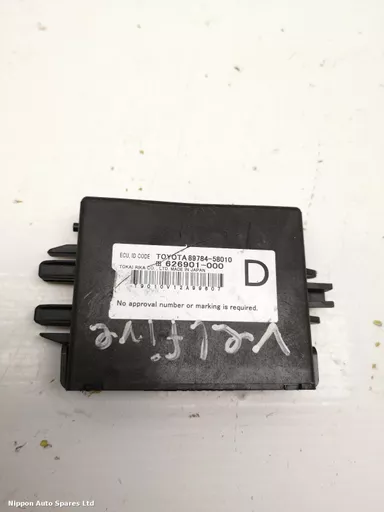 ECU, ID CODE TOYOTA 89784-58010
626901-000
TOKAI RIKA CO., LTD. MADE IN JAPAN
D
No approval number or marking is required.
Velfire
Nippon Auto Spares Ltd